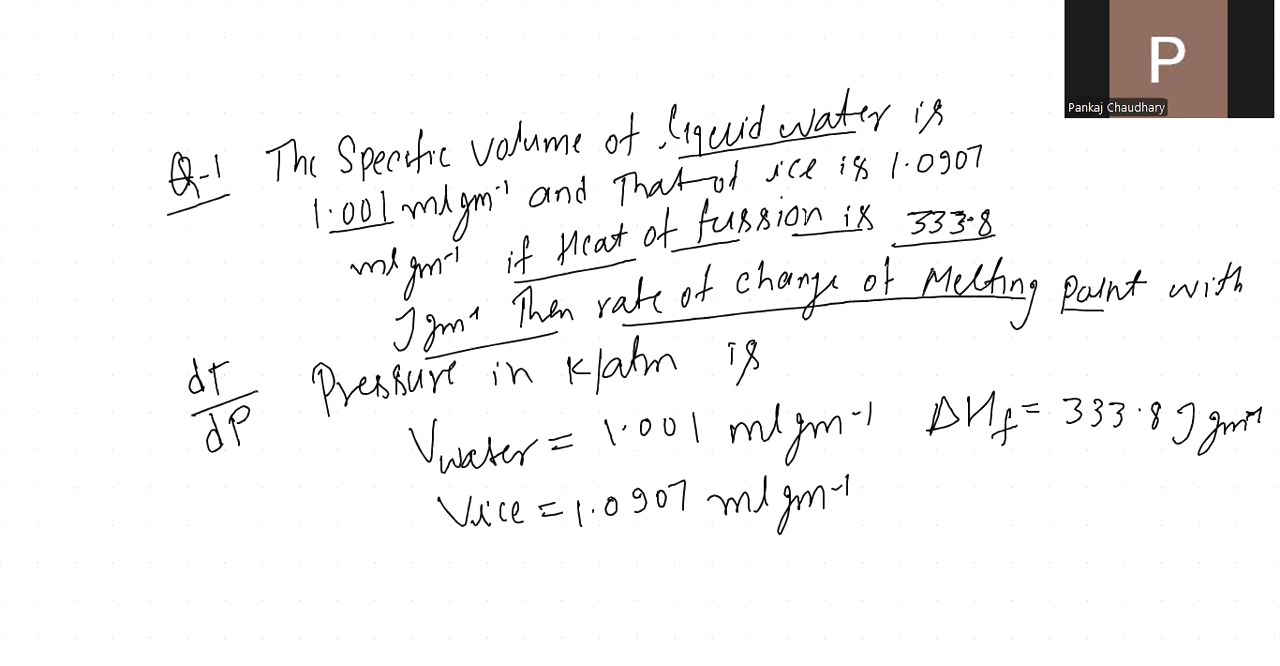 P
Pankaj Chaudhary
Q-1 The Specific volume of liquid water is
1.001 ml gm⁻¹ and That of ice is 1.0907
ml gm⁻¹ if Heat of fussion is 333.8
J gm⁻¹ Then rate of change of Melting point with
dT/dP Pressure in K/atm is
Vwater = 1.001 ml gm⁻¹ ΔHf = 333.8 J gm⁻¹
Vice = 1.0907 ml gm⁻¹